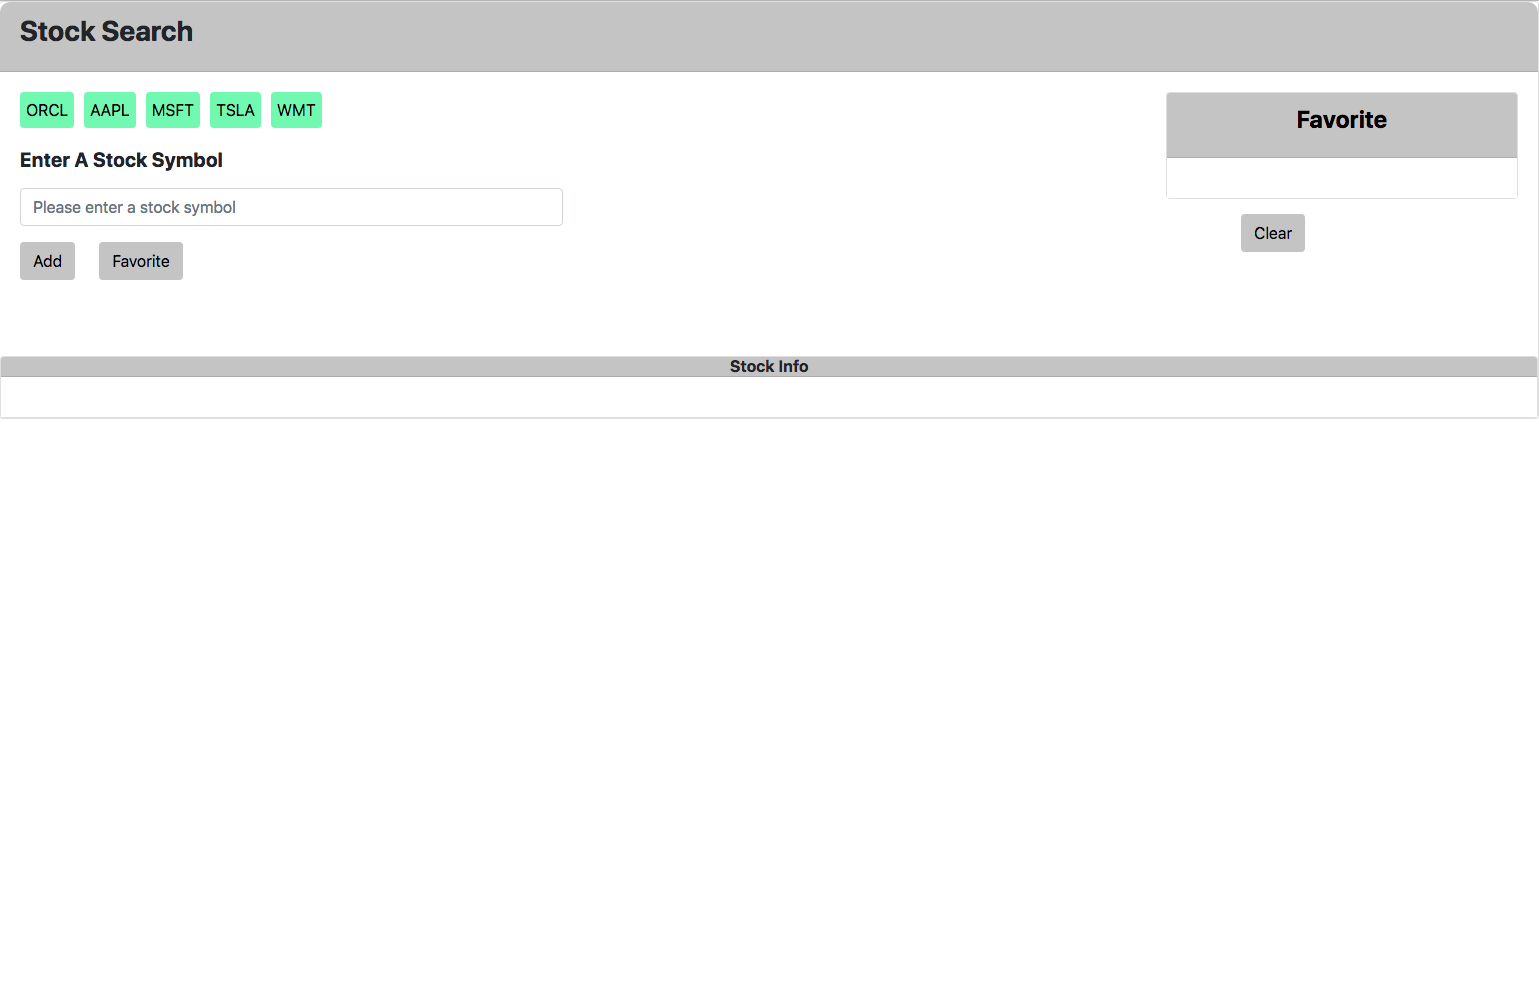 Stock Search
ORCL AAPL MSFT TSLA WMT
Enter A Stock Symbol
Please enter a stock symbol
Add Favorite
Favorite
Clear
Stock Info